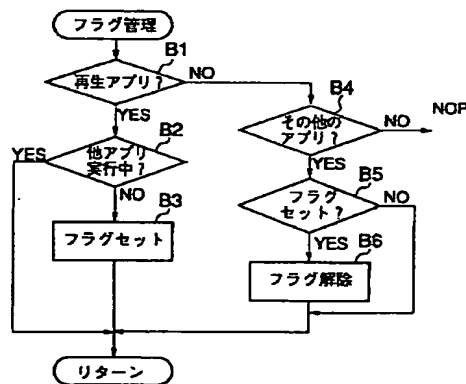 フラグ管理
B1
再生アプリ?
NO
YES
B4
その他の
アプリ?
NO
NOP
B2
YES
他アプリ
実行中?
NO
YES
B5
フラグ
セット?
NO
B3
フラグセット
YES
B6
フラグ解除
リターン